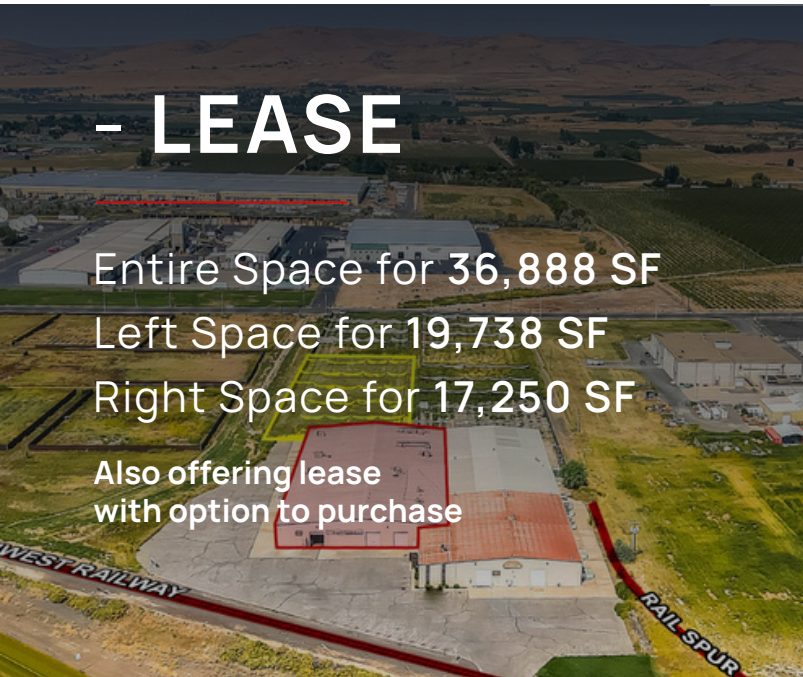 - LEASE
Entire Space for 36,888 SF
Left Space for 19,738 SF
Right Space for 17,250 SF
Also offering lease
with option to purchase
WEST RAILWAY
RAIL SPUR